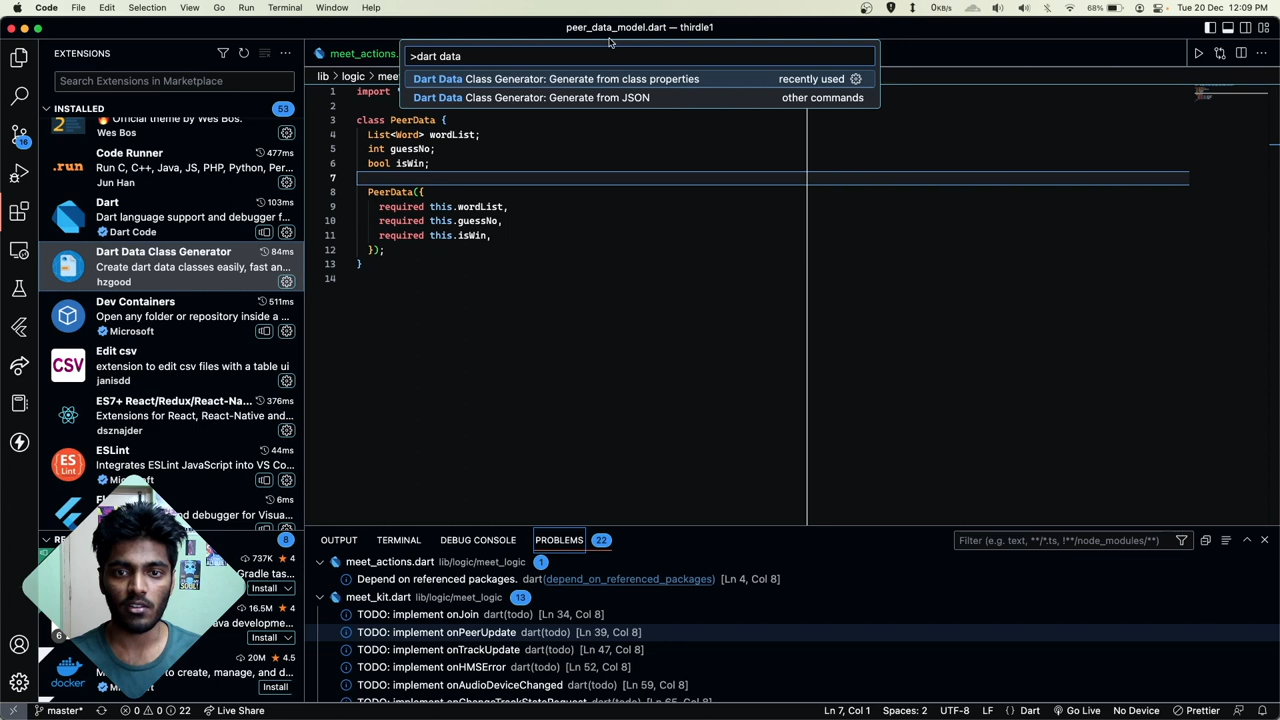 Code File Edit Selection View Go Run Terminal Window Help 0KB/s 68% Tue 20 Dec 12:09 PM
peer_data_model.dart — thirdle1
EXTENSIONS
Search Extensions in Marketplace
INSTALLED 53
🔥 Official theme by Wes Bos.
Wes Bos
Code Runner 477ms
Run C, C++, Java, JS, PHP, Python, Per...
Jun Han
Dart 103ms
Dart language support and debugger f...
Dart Code
Dart Data Class Generator 84ms
Create dart data classes easily, fast an...
hzgood
Dev Containers 511ms
Open any folder or repository inside a ...
Microsoft
Edit csv
extension to edit csv files with a table ui
janisdd
ES7+ React/Redux/React-Na... 376ms
Extensions for React, React-Native and...
dsznajder
ESLint 44ms
Integrates ESLint JavaScript into VS Co...
6ms
and debugger for Visua...
8
737K 4
Gradle tas...
Install
16.5M 4
ava developme...
Install
20M 4.5
to create, manage, and d...
Install
meet_actions.
>dart data
Dart Data Class Generator: Generate from class properties recently used
Dart Data Class Generator: Generate from JSON other commands
lib > logic > mee
1 import '
2
3 class PeerData {
4 List<Word> wordList;
5 int guessNo;
6 bool isWin;
7
8 PeerData({
9 required this.wordList,
10 required this.guessNo,
11 required this.isWin,
12 });
13 }
14
OUTPUT TERMINAL DEBUG CONSOLE PROBLEMS 22 Filter (e.g. text, **/*.ts, !**/node_modules/**)
meet_actions.dart lib/logic/meet_logic 1
Depend on referenced packages. dart(depend_on_referenced_packages) [Ln 4, Col 8]
meet_kit.dart lib/logic/meet_logic 13
TODO: implement onJoin dart(todo) [Ln 34, Col 8]
TODO: implement onPeerUpdate dart(todo) [Ln 39, Col 8]
TODO: implement onTrackUpdate dart(todo) [Ln 47, Col 8]
TODO: implement onHMSError dart(todo) [Ln 52, Col 8]
TODO: implement onAudioDeviceChanged dart(todo) [Ln 59, Col 8]
TODO: implement onChangeTrackStateRequest dart(todo) [Ln 65, Col 8]
master* 0 0 22 Live Share Ln 7, Col 1 Spaces: 2 UTF-8 LF { } Dart Go Live No Device Prettier